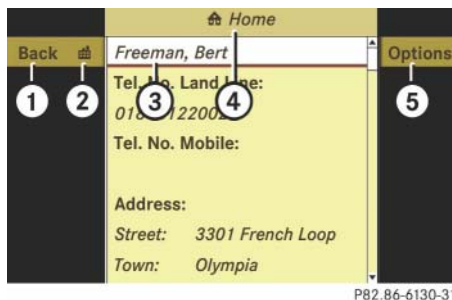 Home
Back Freeman, Bert Options
1 2 3 4 5
Tel. No. Land
Tel. No. Mobile:
Address:
Street: 3301 French Loop
Town: Olympia
P82.86-6130-31